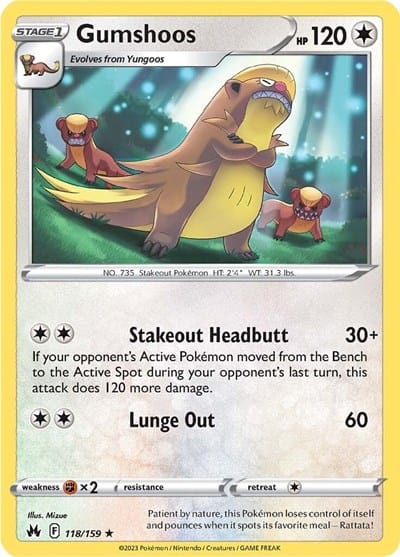 STAGE1 Gumshoos HP 120
Evolves from Yungoos
NO. 735 Stakeout Pokémon HT: 2'4" WT: 31.3 lbs.
Stakeout Headbutt 30+
If your opponent's Active Pokémon moved from the Bench
to the Active Spot during your opponent's last turn, this
attack does 120 more damage.
Lunge Out 60
weakness ×2 resistance retreat
Illus. Mizue
Patient by nature, this Pokémon loses control of itself
and pounces when it spots its favorite meal—Rattata!
F 118/159 ★
©2023 Pokémon / Nintendo / Creatures / GAME FREAK